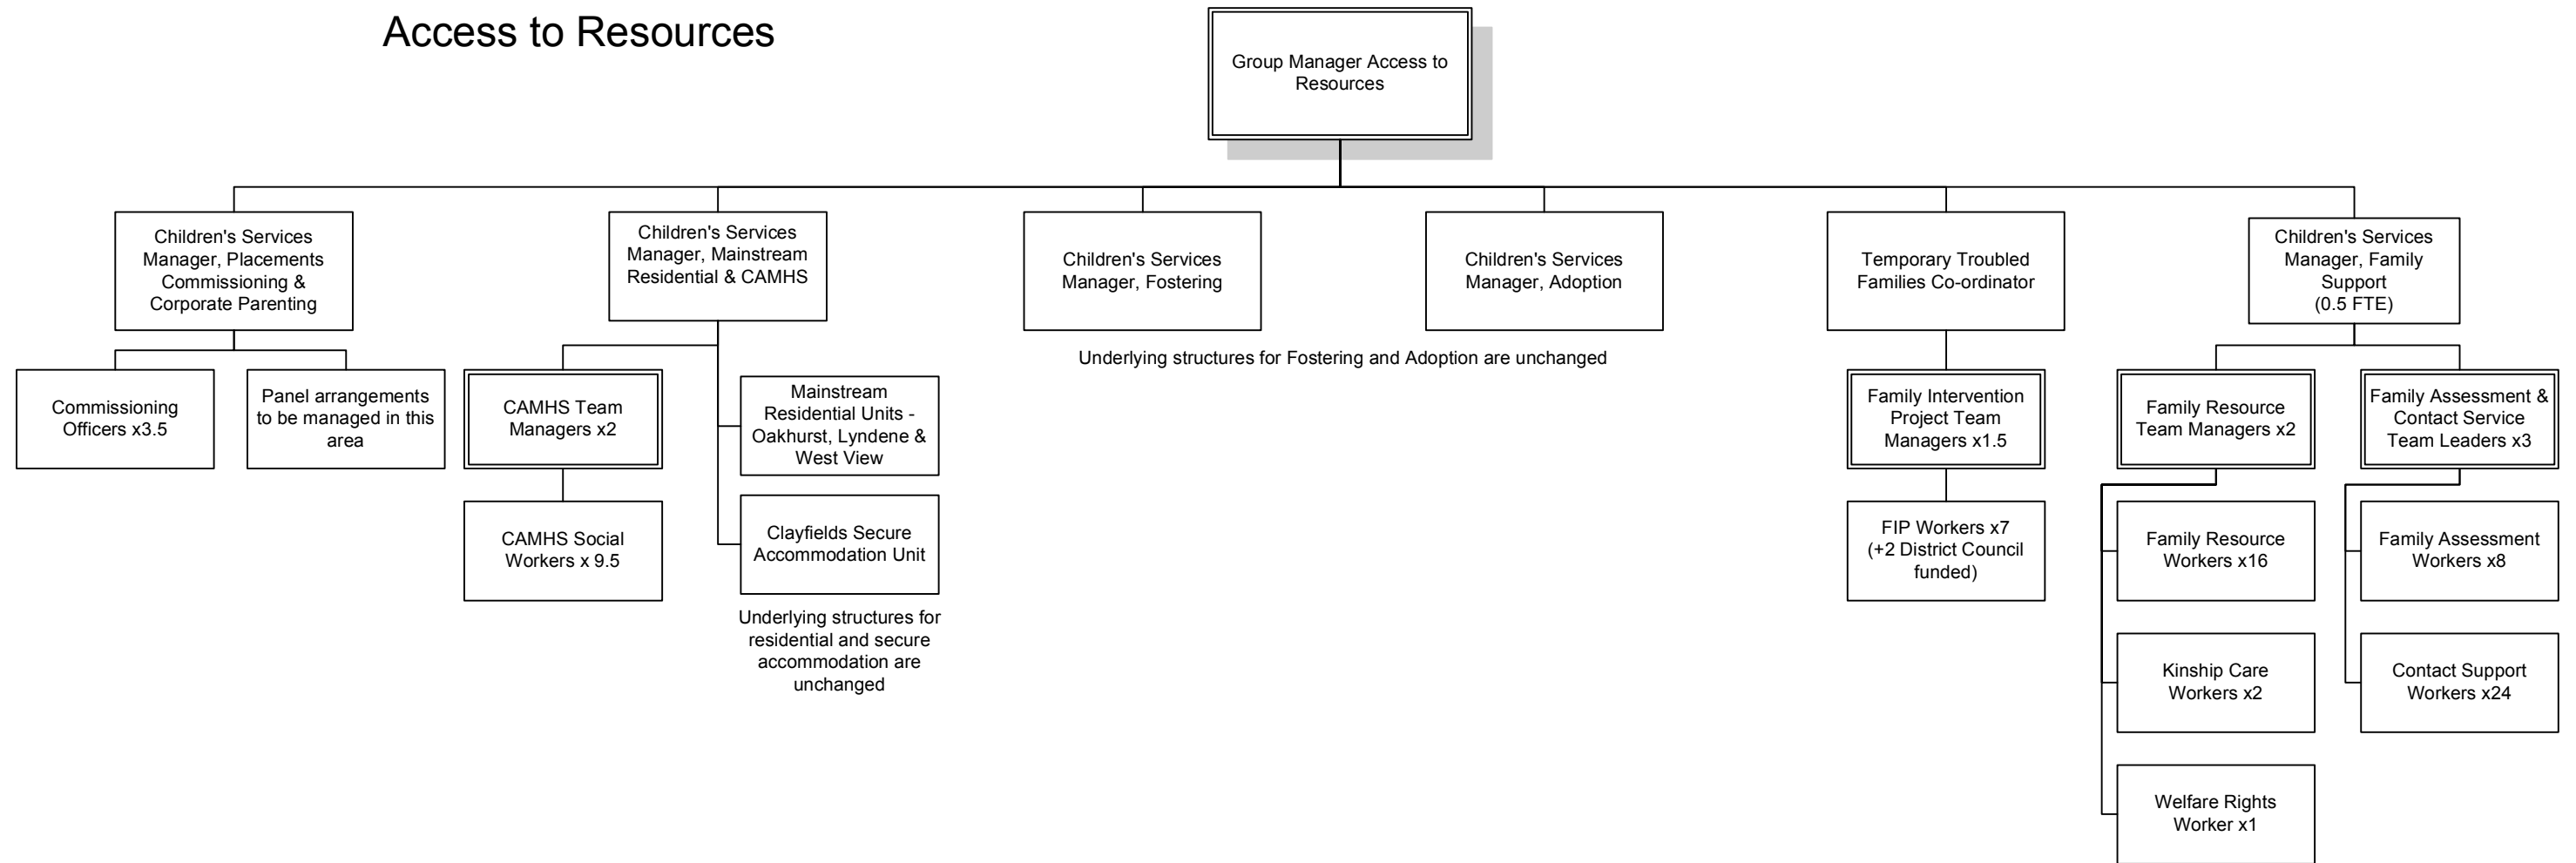 Access to Resources
Group Manager Access to
Resources
Children's Services
Manager, Placements
Commissioning &
Corporate Parenting
Children's Services
Manager, Mainstream
Residential & CAMHS
Children's Services
Manager, Fostering
Children's Services
Manager, Adoption
Temporary Troubled
Families Co-ordinator
Children's Services
Manager, Family
Support
(0.5 FTE)
Underlying structures for Fostering and Adoption are unchanged
Commissioning
Officers x3.5
Panel arrangements
to be managed in this
area
CAMHS Team
Managers x2
Mainstream
Residential Units -
Oakhurst, Lyndene &
West View
Family Intervention
Project Team
Managers x1.5
Family Resource
Team Managers x2
Family Assessment &
Contact Service
Team Leaders x3
CAMHS Social
Workers x 9.5
Clayfields Secure
Accommodation Unit
FIP Workers x7
(+2 District Council
funded)
Family Resource
Workers x16
Family Assessment
Workers x8
Underlying structures for
residential and secure
accommodation are
unchanged
Kinship Care
Workers x2
Contact Support
Workers x24
Welfare Rights
Worker x1